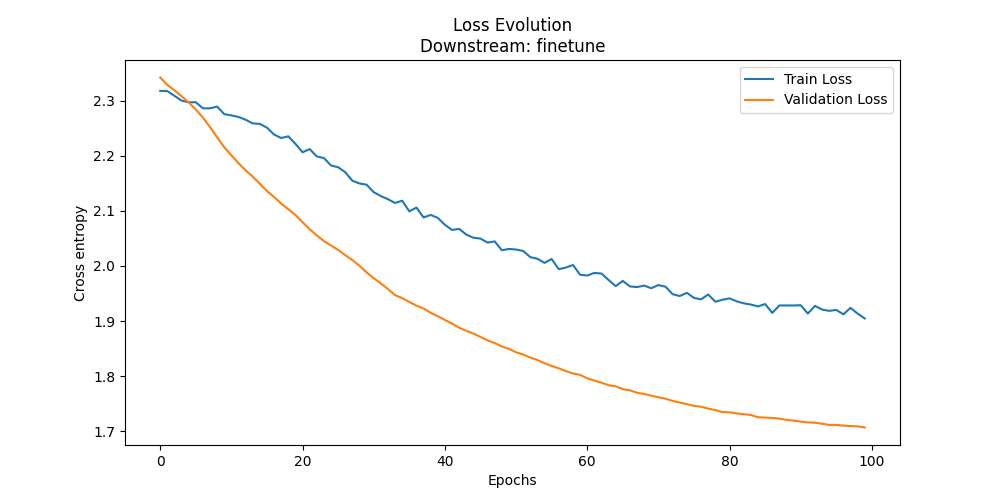 Loss Evolution
Downstream: finetune
Train Loss
Validation Loss
Cross entropy
2.3
2.2
2.1
2.0
1.9
1.8
1.7
0 20 40 60 80 100
Epochs